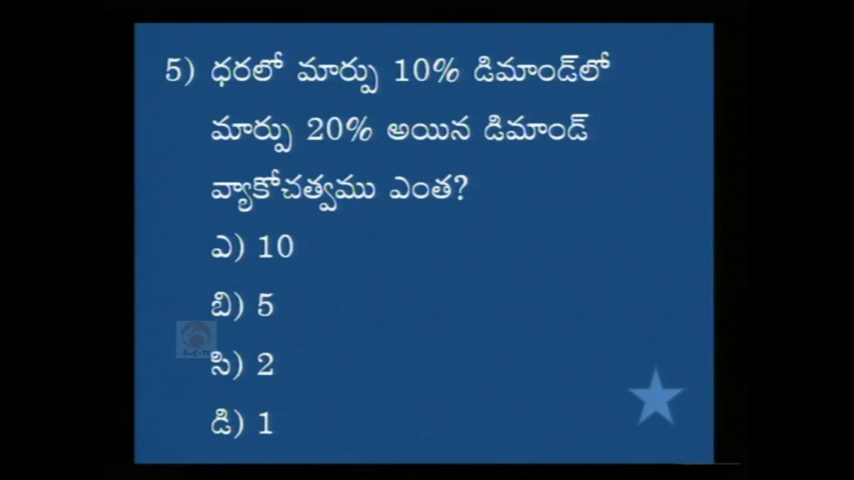 5) ధరలో మార్పు 10% డిమాండ్‌లో
మార్పు 20% అయిన డిమాండ్
వ్యాకోచత్వము ఎంత?
ఎ) 10
బి) 5
సి) 2
డి) 1